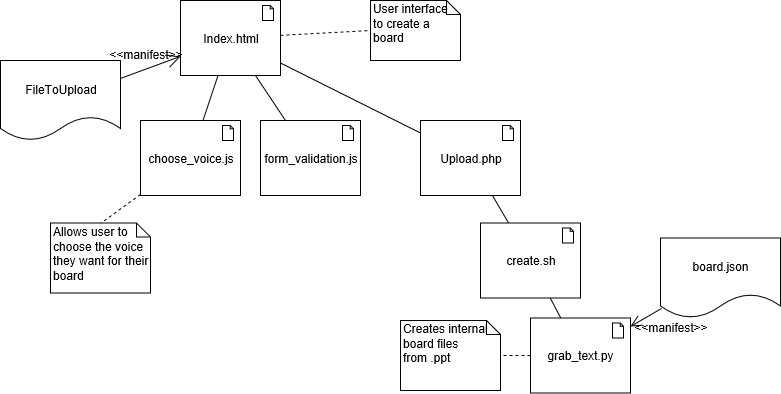 User interface
to create a
board
Index.html
<<manifest>>
FileToUpload
choose_voice.js
form_validation.js
Upload.php
Allows user to
choose the voice
they want for their
board
create.sh
board.json
<<manifest>>
Creates interna
board files
from .ppt
grab_text.py